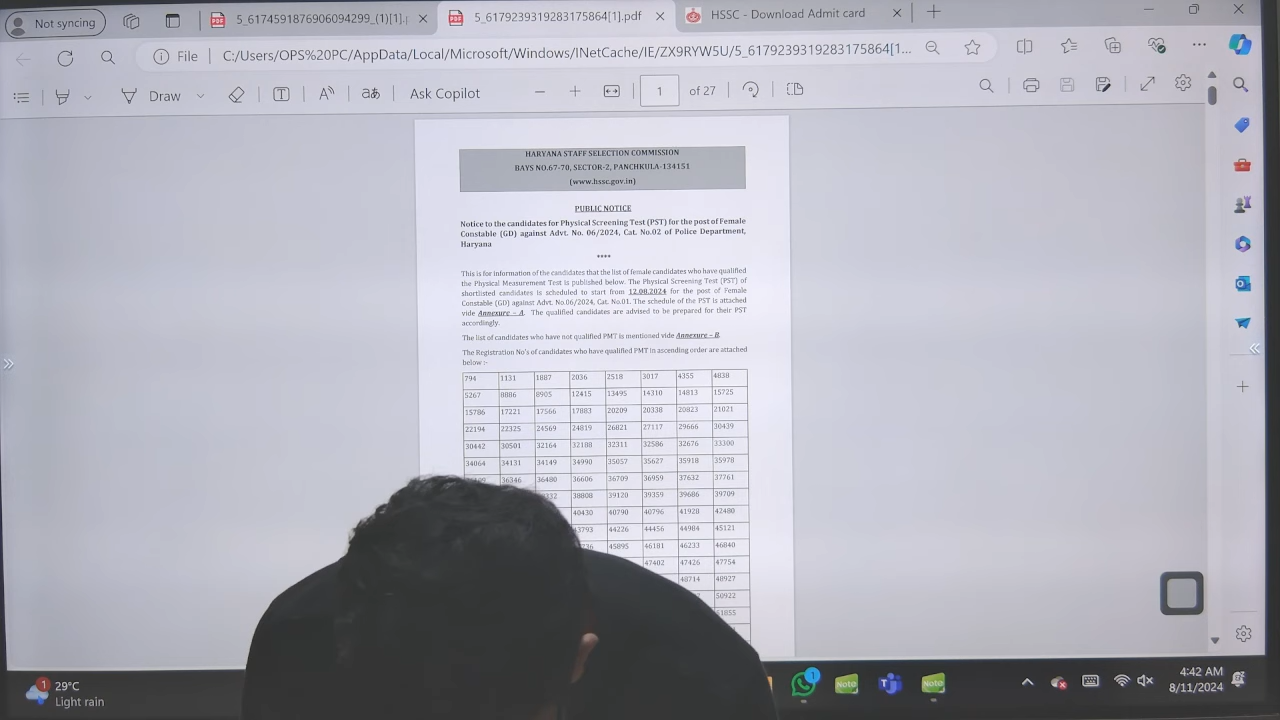 Not syncing
5_6174591876906094299_(1)[1].p
5_6179239319283175864[1].pdf
HSSC - Download Admit card
File
C:/Users/OPS%20PC/AppData/Local/Microsoft/Windows/INetCache/IE/ZX9RYW5U/5_6179239319283175864[1...
Draw
Ask Copilot
1
of 27
HARYANA STAFF SELECTION COMMISSION
BAYS NO.67-70, SECTOR-2, PANCHKULA-134151
(www.hssc.gov.in)
PUBLIC NOTICE
Notice to the candidates for Physical Screening Test (PST) for the post of Female
Constable (GD) against Advt. No. 06/2024, Cat. No.02 of Police Department,
Haryana
****
This is for information of the candidates that the list of female candidates who have qualified
the Physical Measurement Test is published below. The Physical Screening Test (PST) of
shortlisted candidates is scheduled to start from 12.08.2024 for the post of Female
Constable (GD) against Advt. No.06/2024, Cat. No.01. The schedule of the PST is attached
vide Annexure – A. The qualified candidates are advised to be prepared for their PST
accordingly.
The list of candidates who have not qualified PMT is mentioned vide Annexure – B.
The Registration No's of candidates who have qualified PMT in ascending order are attached
below :-
794 1131 1887 2036 2518 3017 4355 4838
5267 8886 8905 12415 13495 14310 14813 15725
15786 17221 17566 17883 20209 20338 20823 21021
22194 22325 24569 24819 26821 27117 29666 30439
30442 30501 32164 32188 32311 32586 32676 33300
34064 34131 34149 34990 35057 35627 35918 35978
36346 36480 36606 36709 36959 37632 37761
38808 39120 39359 39686 39709
40430 40790 40796 41928 42480
43793 44226 44456 44984 45121
45895 46181 46233 46840
47402 47426 47754
48714 48927
50922
51855
1
29°C
Light rain
1
Note
Note
4:42 AM
8/11/2024